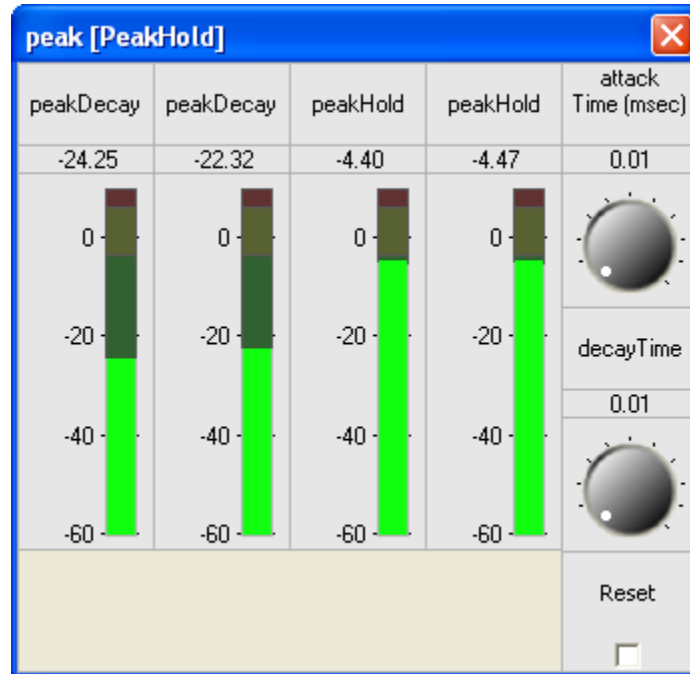 peak [PeakHold]
peakDecay peakDecay peakHold peakHold attack
Time (msec)
-24.25 -22.32 -4.40 -4.47 0.01
0 0 0 0
-20 -20 -20 -20
decayTime
0.01
-40 -40 -40 -40
-60 -60 -60 -60
Reset